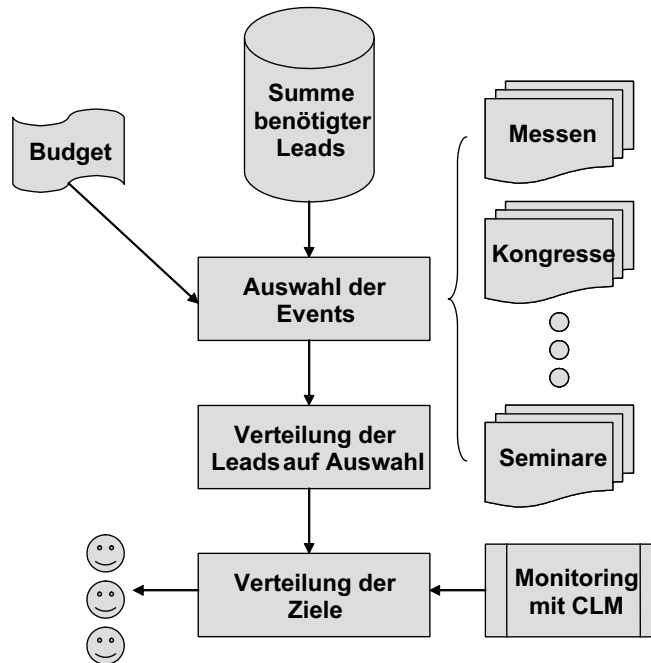 Summe
benötigter
Leads
Budget
Messen
Kongresse
Auswahl der
Events
Verteilung der
Leads auf Auswahl
Seminare
Verteilung der
Ziele
Monitoring
mit CLM